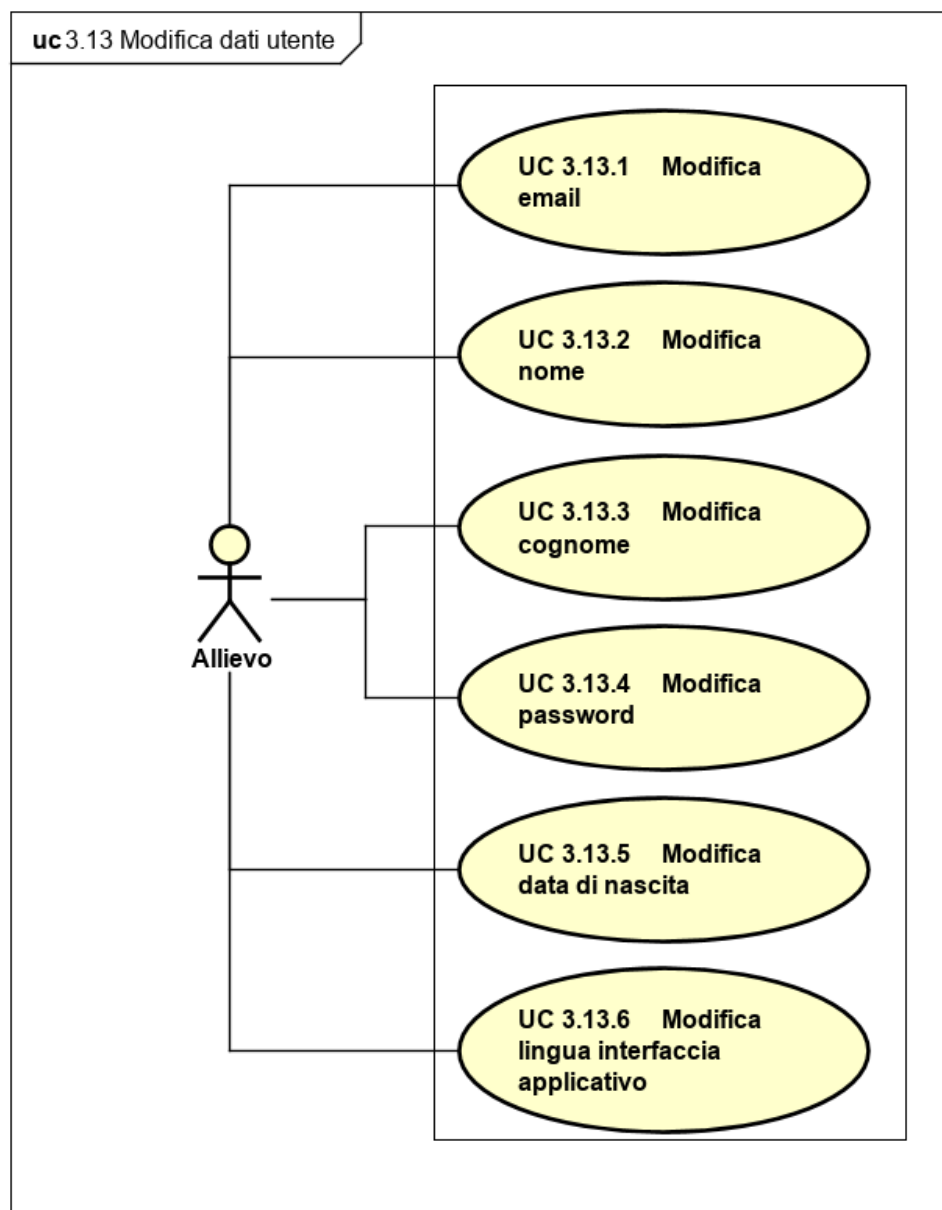 uc 3.13 Modifica dati utente
UC 3.13.1 Modifica
email
UC 3.13.2 Modifica
nome
UC 3.13.3 Modifica
cognome
Allievo
UC 3.13.4 Modifica
password
UC 3.13.5 Modifica
data di nascita
UC 3.13.6 Modifica
lingua interfaccia
applicativo